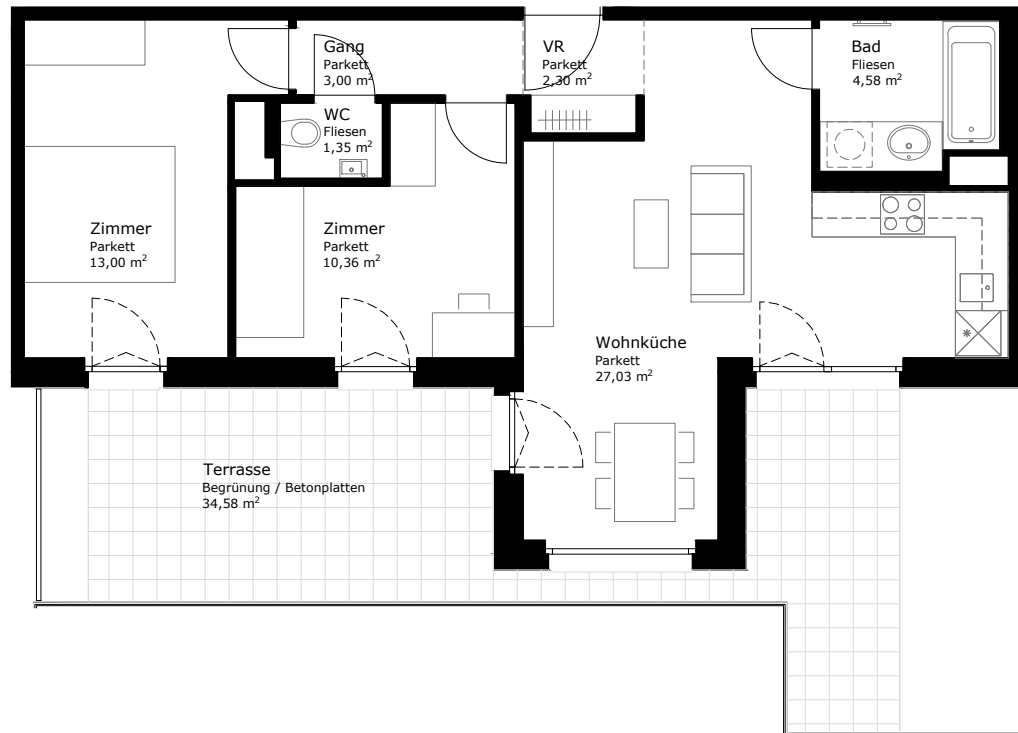 Gang
Parkett
3,00 m²
VR
Parkett
2,30 m²
Bad
Fliesen
4,58 m²
WC
Fliesen
1,35 m²
Zimmer
Parkett
13,00 m²
Zimmer
Parkett
10,36 m²
Wohnküche
Parkett
27,03 m²
Terrasse
Begrünung / Betonplatten
34,58 m²